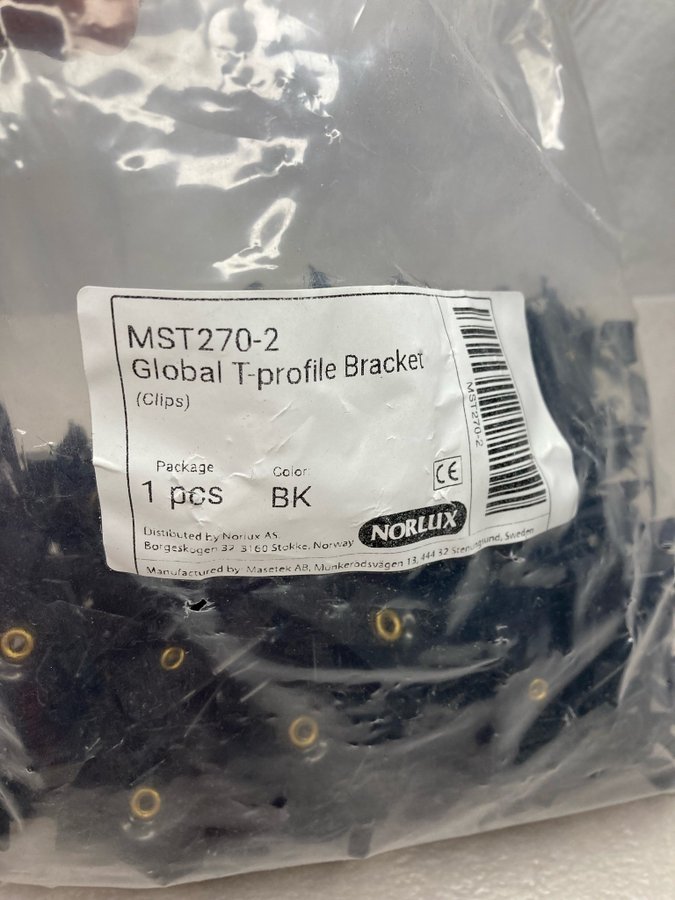 MST270-2
Global T-profile Bracket
(Clips)
Package
1 pcs
Color
BK
CE
MST270-2
NORLUX
Distributed by Norlux AS.
Borgeskogen 32 3160 Stokke, Norway
Manufactured by Masetek AB, Munkerödsvägen 13, 444 32 Stenungsund, Sweden